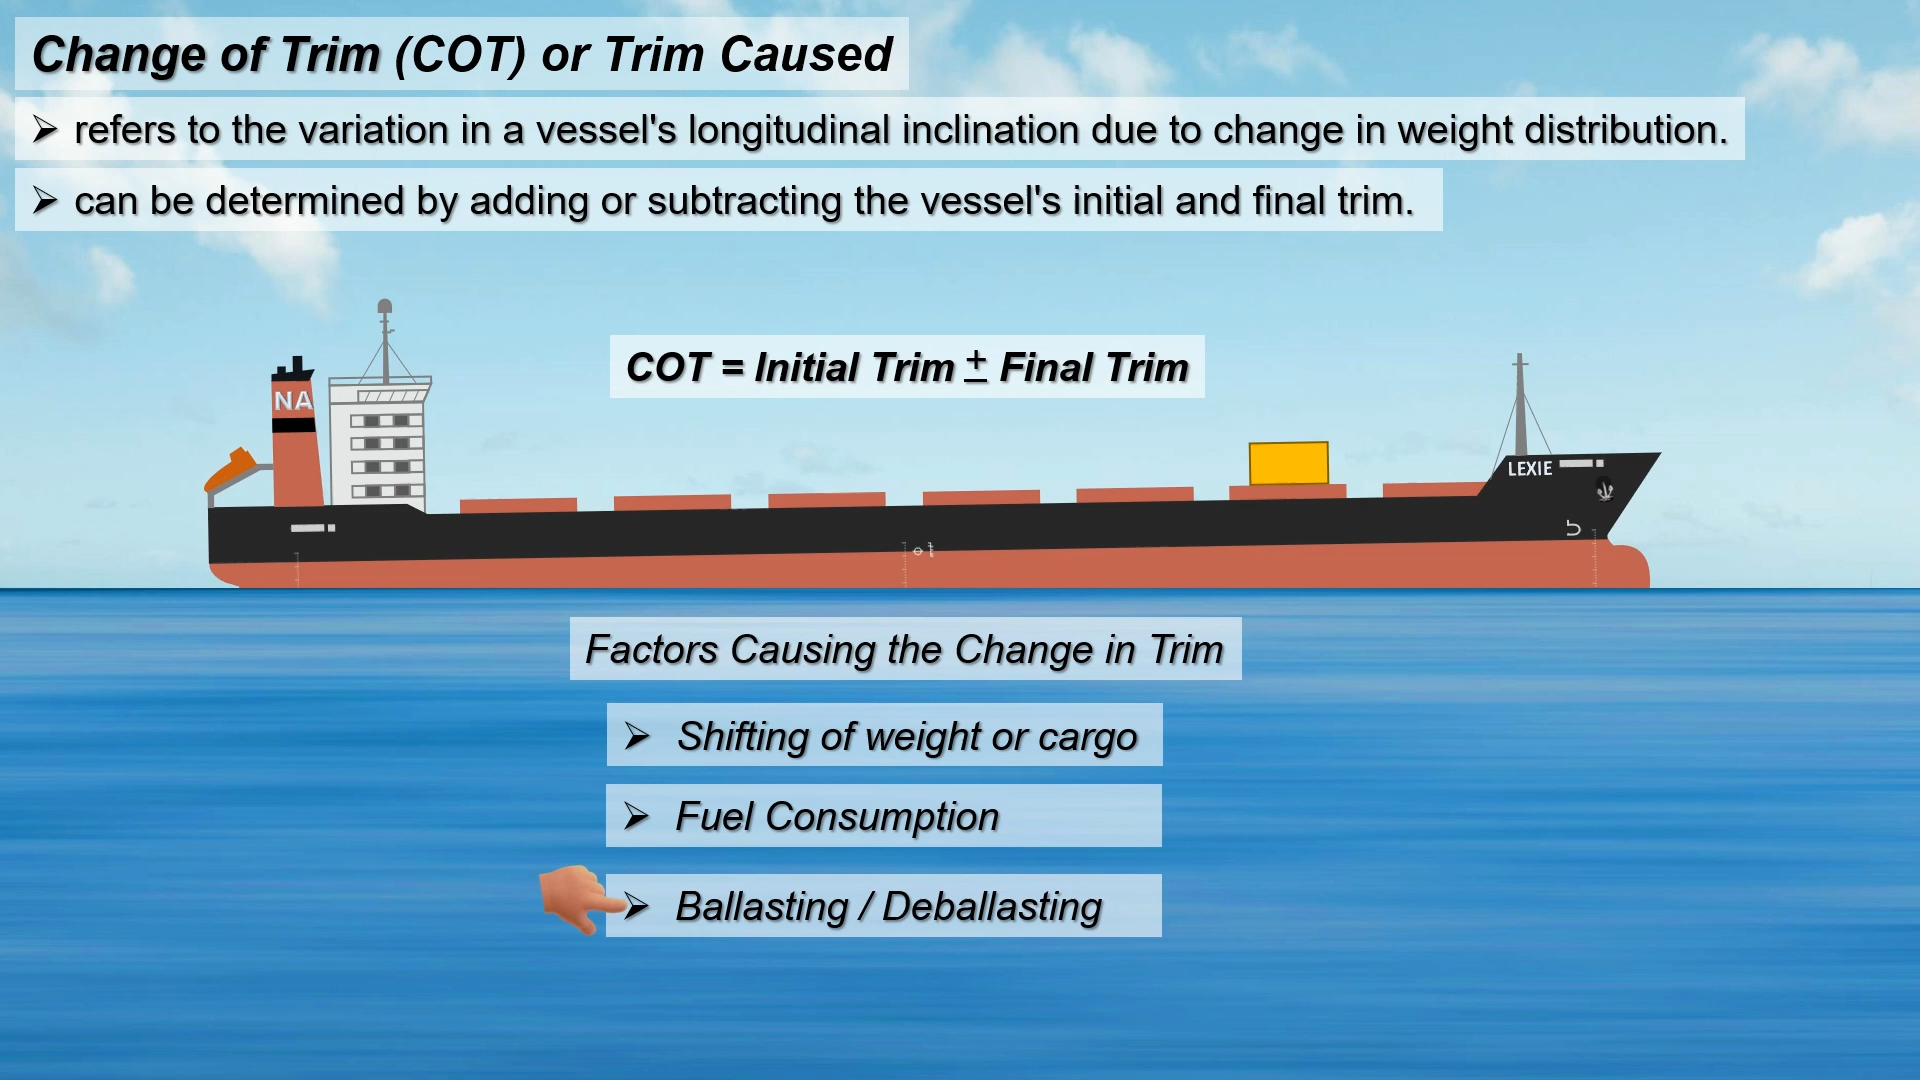 Change of Trim (COT) or Trim Caused
➢ refers to the variation in a vessel's longitudinal inclination due to change in weight distribution.
➢ can be determined by adding or subtracting the vessel's initial and final trim.
COT = Initial Trim ± Final Trim
NA
LEXIE
Factors Causing the Change in Trim
➢ Shifting of weight or cargo
➢ Fuel Consumption
➢ Ballasting / Deballasting